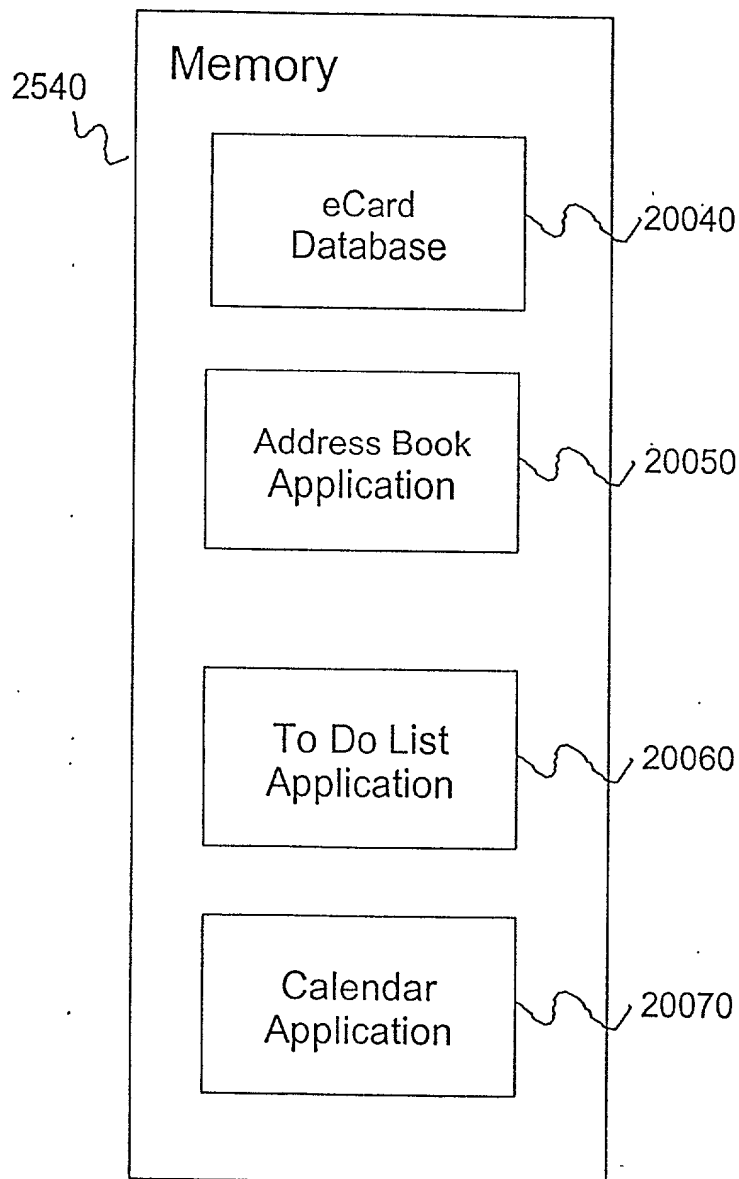 Memory
2540
eCard
Database
20040
Address Book
Application
20050
To Do List
Application
20060
Calendar
Application
20070